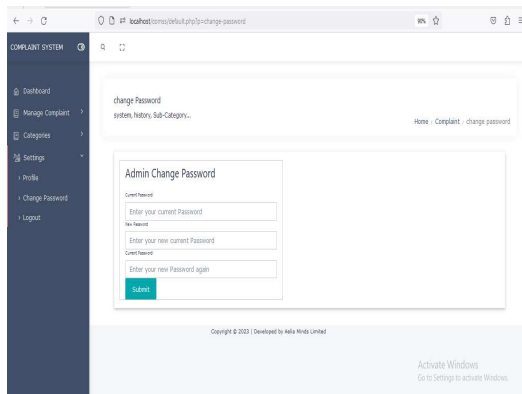 localhost/comss/default.php?p=change-password
90%
COMPLAINT SYSTEM
Dashboard
Manage Complaint
Categories
Settings
Profile
Change Password
Logout
change Password
system, history, Sub-Category...
Home / Complaint / change password
Admin Change Password
Current Password
Enter your current Password
New Password
Enter your new current Password
Current Password
Enter your new Password again
Submit
Copyright © 2023 | Developed by Aelia Minds Limited
Activate Windows
Go to Settings to activate Windows.